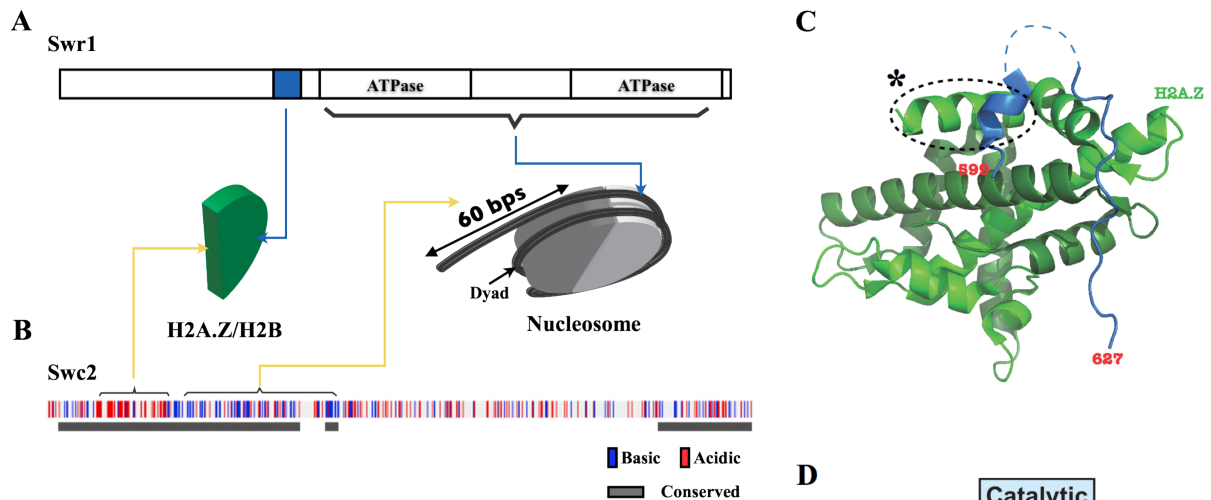 A
Swr1
ATPase
ATPase
60 bps
Dyad
H2A.Z/H2B
Nucleosome
B
Swc2
Basic
Acidic
Conserved
C
*
H2A.Z
599
627
D
Catalytic